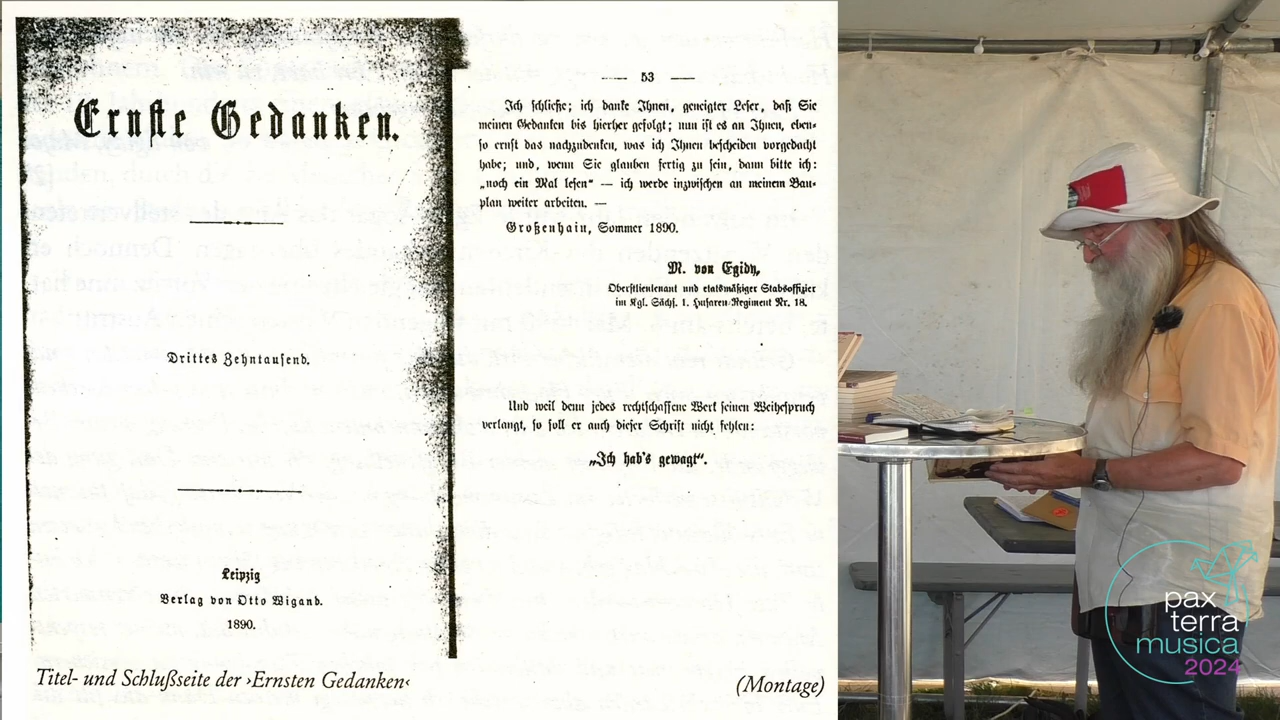 Ernste Gedanken.
Drittes Zehntausend.
Leipzig
Verlag von Otto Wigand.
1890.
— 53 —
Ich schließe; ich danke Ihnen, geneigter Leser, daß Sie
meinen Gedanken bis hierher gefolgt; nun ist es an Ihnen, eben-
so ernst das nachzudenken, was ich Ihnen bescheiden vorgedacht
habe; und, wenn Sie glauben fertig zu sein, dann bitte ich:
„noch ein Mal lesen“ — ich werde inzwischen an meinem Bau-
plan weiter arbeiten. —
Großenhain, Sommer 1890.
M. von Egidy,
Oberstlieutenant und etatsmäßiger Stabsoffizier
im Kgl. Sächs. 1. Husaren-Regiment Nr. 18.
Und weil denn jedes rechtschaffene Werk seinen Weihespruch
verlangt, so soll er auch dieser Schrift nicht fehlen:
„Ich hab's gewagt“.
Titel- und Schlußseite der ›Ernsten Gedanken‹
(Montage)
pax
terra
musica
2024